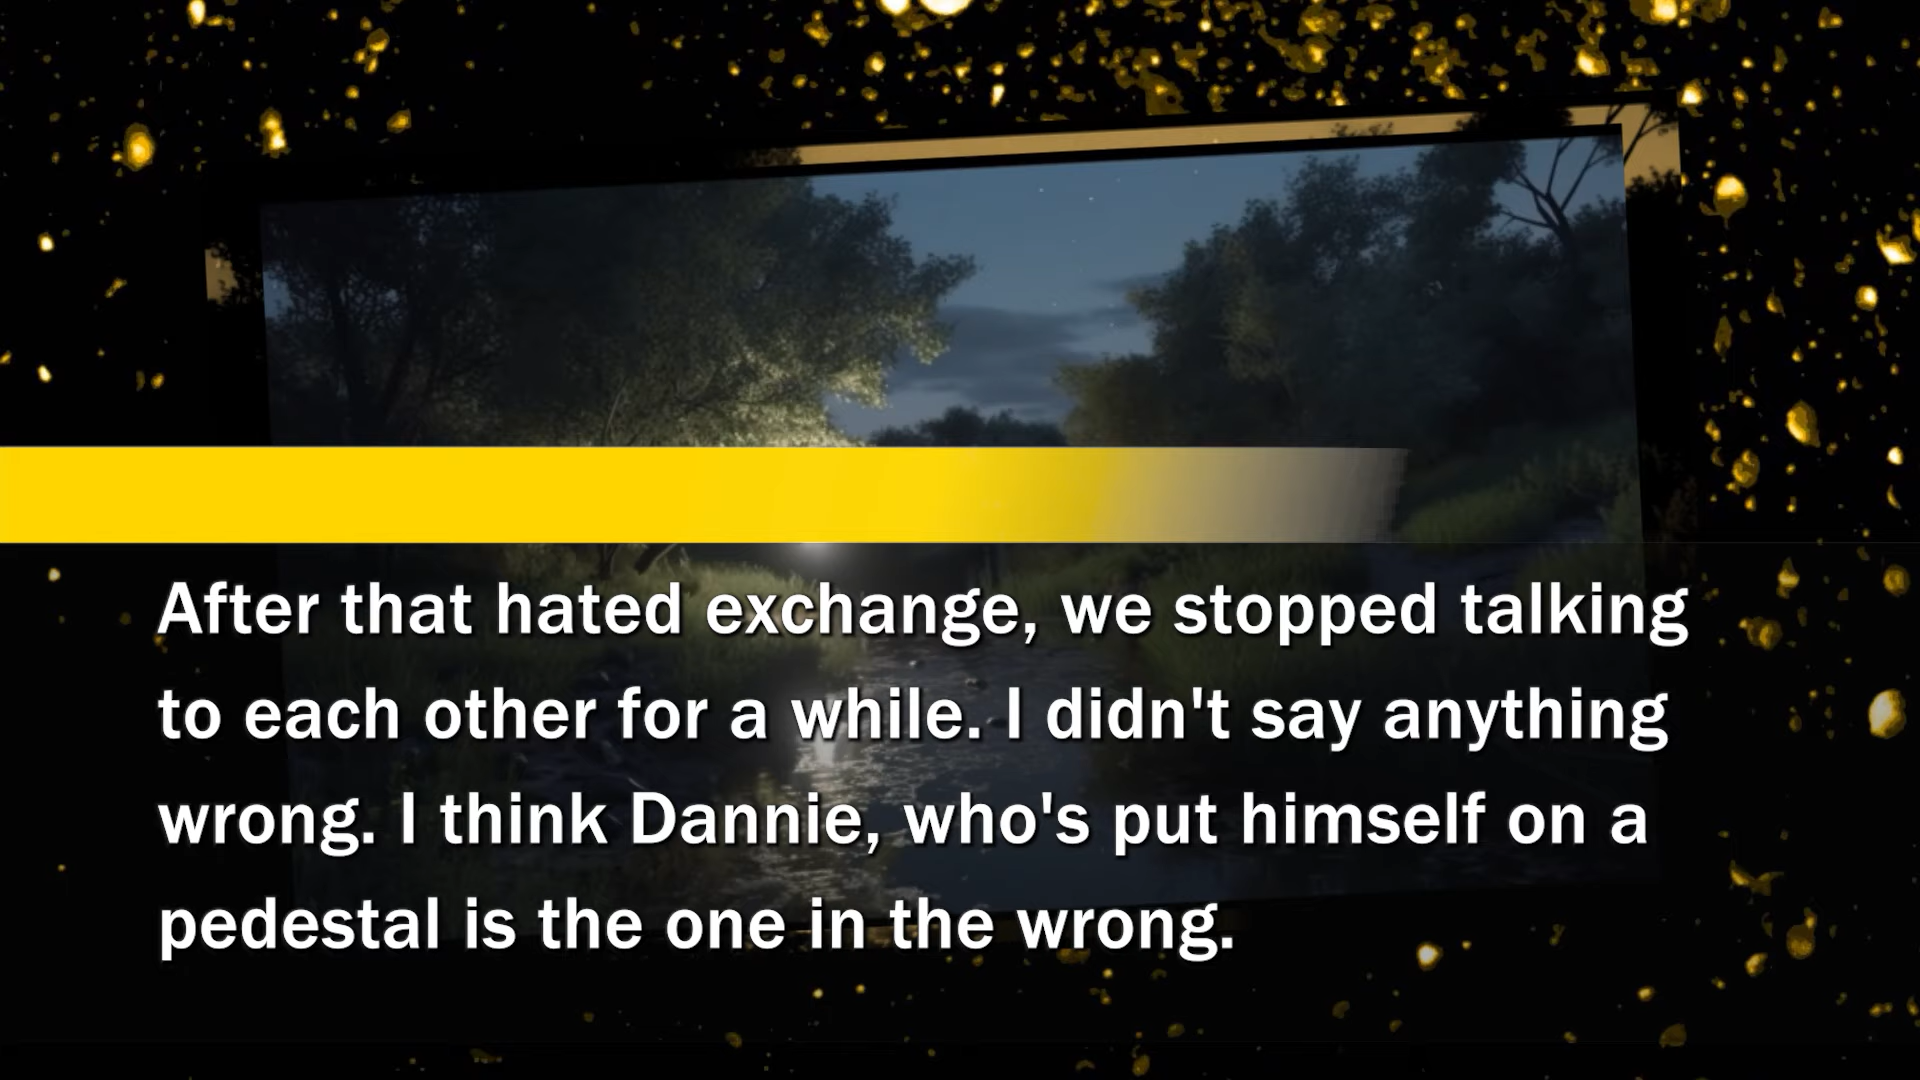 After that hated exchange, we stopped talking
to each other for a while. I didn't say anything
wrong. I think Dannie, who's put himself on a
pedestal is the one in the wrong.